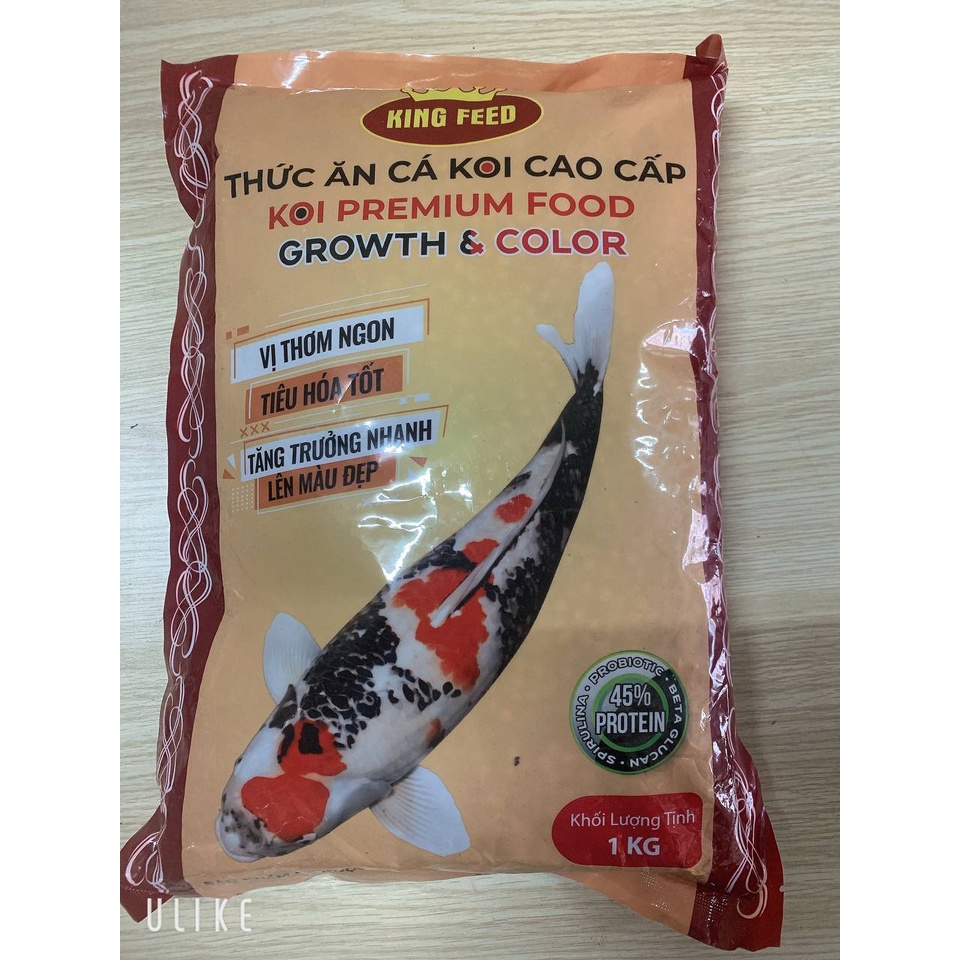 KING FEED
THỨC ĂN CÁ KOI CAO CẤP
KOI PREMIUM FOOD
GROWTH & COLOR
VỊ THƠM NGON
TIÊU HÓA TỐT
XXX
TĂNG TRƯỞNG NHANH
LÊN MÀU ĐẸP
SPIRULINA • PROBIOTIC • BETA GLUCAN •
45%
PROTEIN
Khối Lượng Tịnh
1 KG
ULIKE